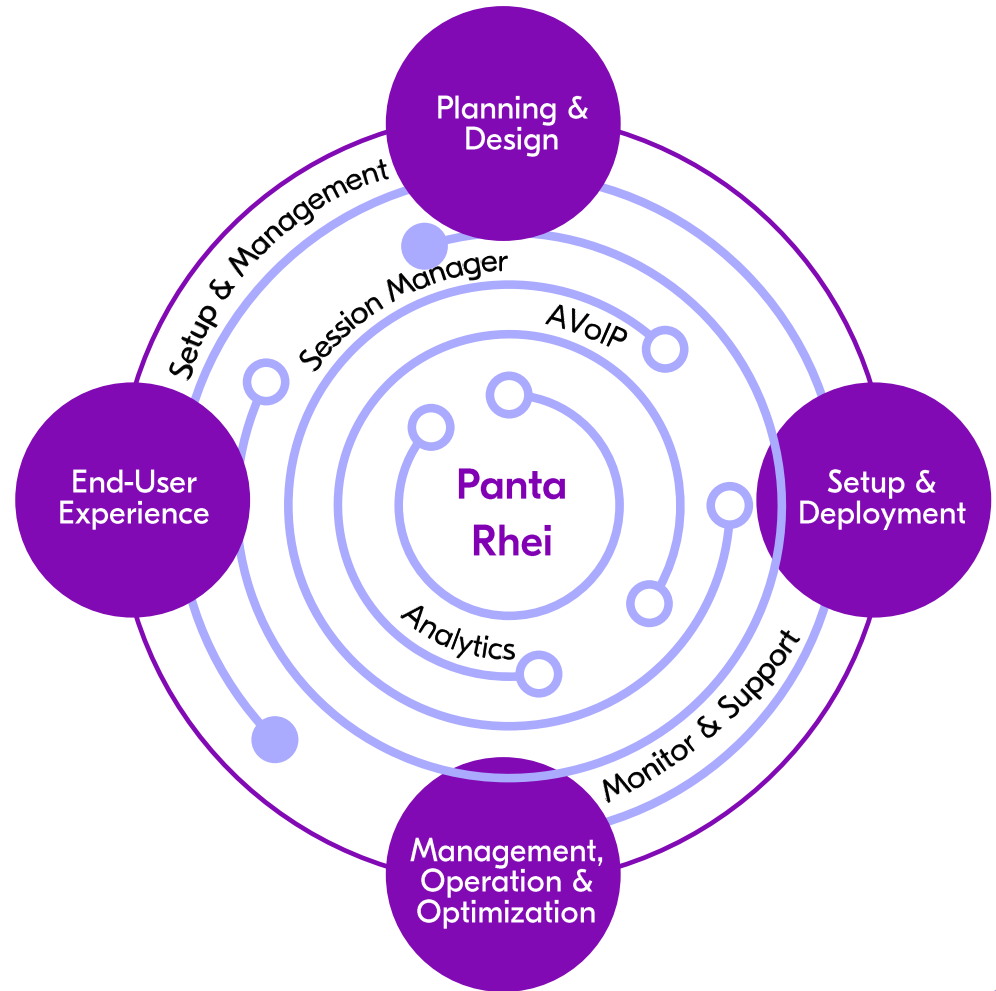 Planning &
Design
Setup & Management
Session Manager
AVoIP
End-User
Experience
Panta
Rhei
Setup &
Deployment
Analytics
Monitor & Support
Management,
Operation &
Optimization